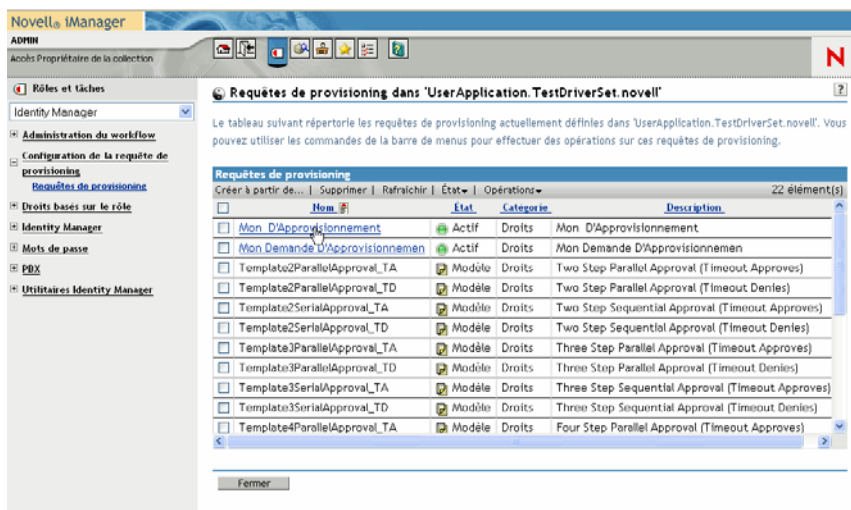 Novell® iManager
ADMIN
Accès Propriétaire de la collection
N
Rôles et tâches
Identity Manager
Administration du workflow
Configuration de la requête de
provisioning
Requêtes de provisioning
Droits basés sur le rôle
Identity Manager
Mots de passe
PBX
Utilitaires Identity Manager
Requêtes de provisioning dans 'UserApplication.TestDriverSet.novell'
?
Le tableau suivant répertorie les requêtes de provisioning actuellement définies dans 'UserApplication.TestDriverSet.novell'. Vous
pouvez utiliser les commandes de la barre de menus pour effectuer des opérations sur ces requêtes de provisioning.
Requêtes de provisioning
Créer à partir de... | Supprimer | Rafraîchir | État | Opérations 22 élément(s)
Nom État Catégorie Description
Mon D'Approvisionnement Actif Droits Mon D'Approvisionnement
Mon Demande D'Approvisionnemen Actif Droits Mon Demande D'Approvisionnemen
Template2ParallelApproval_TA Modèle Droits Two Step Parallel Approval (Timeout Approves)
Template2ParallelApproval_TD Modèle Droits Two Step Parallel Approval (Timeout Denies)
Template2SerialApproval_TA Modèle Droits Two Step Sequential Approval (Timeout Approves)
Template2SerialApproval_TD Modèle Droits Two Step Sequential Approval (Timeout Denies)
Template3ParallelApproval_TA Modèle Droits Three Step Parallel Approval (Timeout Approves)
Template3ParallelApproval_TD Modèle Droits Three Step Parallel Approval (Timeout Denies)
Template3SerialApproval_TA Modèle Droits Three Step Sequential Approval (Timeout Approves)
Template3SerialApproval_TD Modèle Droits Three Step Sequential Approval (Timeout Denies)
Template4ParallelApproval_TA Modèle Droits Four Step Parallel Approval (Timeout Approves)
Fermer